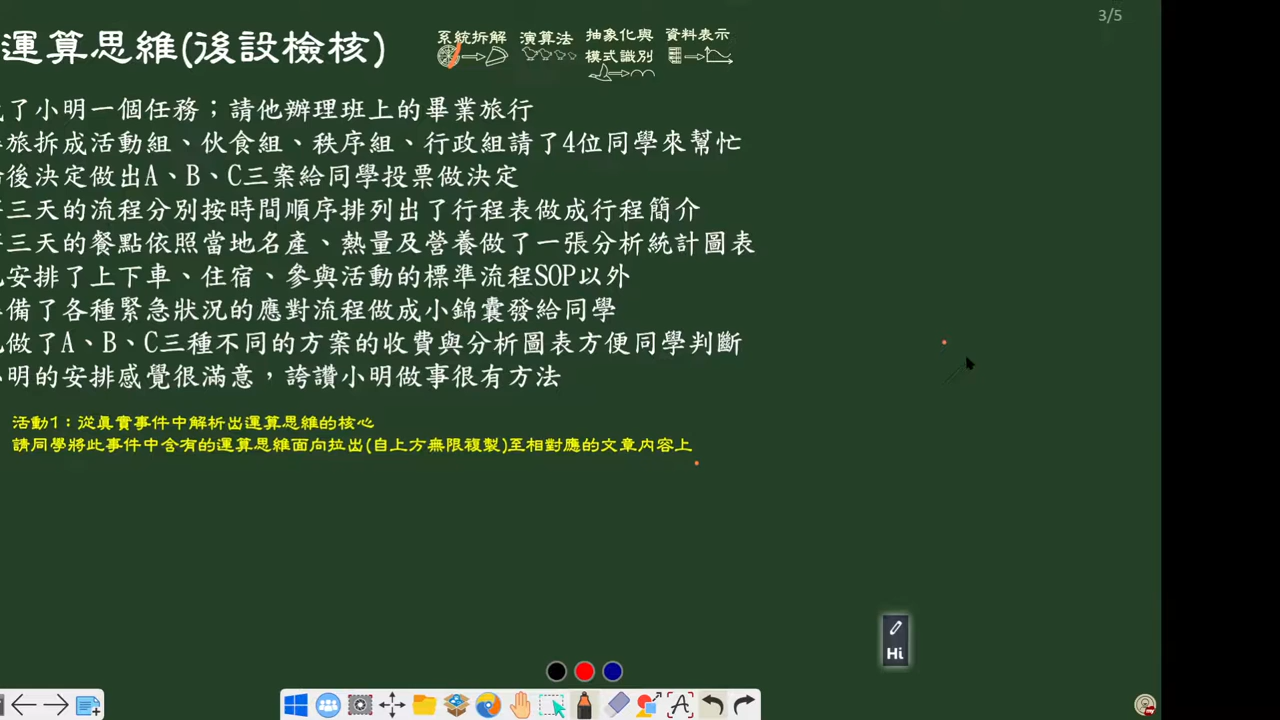 3/5
運算思維(後設檢核)
系統拆解
演算法
抽象化與
模式識別
資料表示
了小明一個任務；請他辦理班上的畢業旅行
旅拆成活動組、伙食組、秩序組、行政組請了4位同學來幫忙
後決定做出A、B、C三案給同學投票做決定
三天的流程分別按時間順序排列出了行程表做成行程簡介
三天的餐點依照當地名產、熱量及營養做了一張分析統計圖表
安排了上下車、住宿、參與活動的標準流程SOP以外
備了各種緊急狀況的應對流程做成小錦囊發給同學
做了A、B、C三種不同的方案的收費與分析圖表方便同學判斷
明的安排感覺很滿意，誇讚小明做事很有方法
活動1：從真實事件中解析出運算思維的核心
請同學將此事件中含有的運算思維面向拉出(自上方無限複製)至相對應的文章內容上
Hi